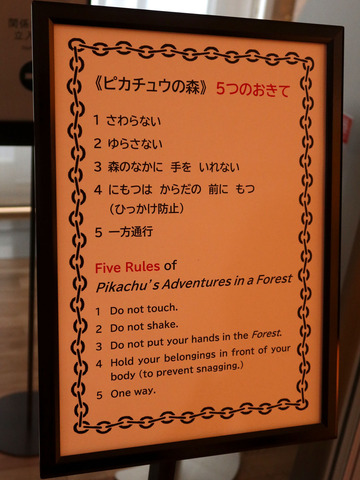 関係
立入
《ピカチュウの森》 5つのおきて
1 さわらない
2 ゆらさない
3 森のなかに 手を いれない
4 にもつは からだの 前に もつ
（ひっかけ防止）
5 一方通行
Five Rules of
Pikachu's Adventures in a Forest
1 Do not touch.
2 Do not shake.
3 Do not put your hands in the Forest.
4 Hold your belongings in front of your
body (to prevent snagging.)
5 One way.